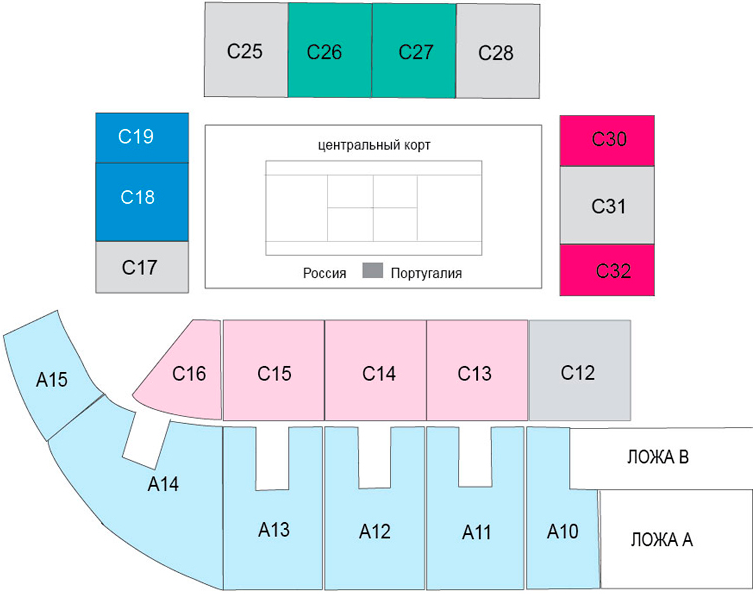 C25
C26
C27
C28
C19
C18
C17
центральный корт
Россия
Португалия
C30
C31
C32
A15
C16
C15
C14
C13
C12
A14
A13
A12
A11
A10
ЛОЖА В
ЛОЖА А